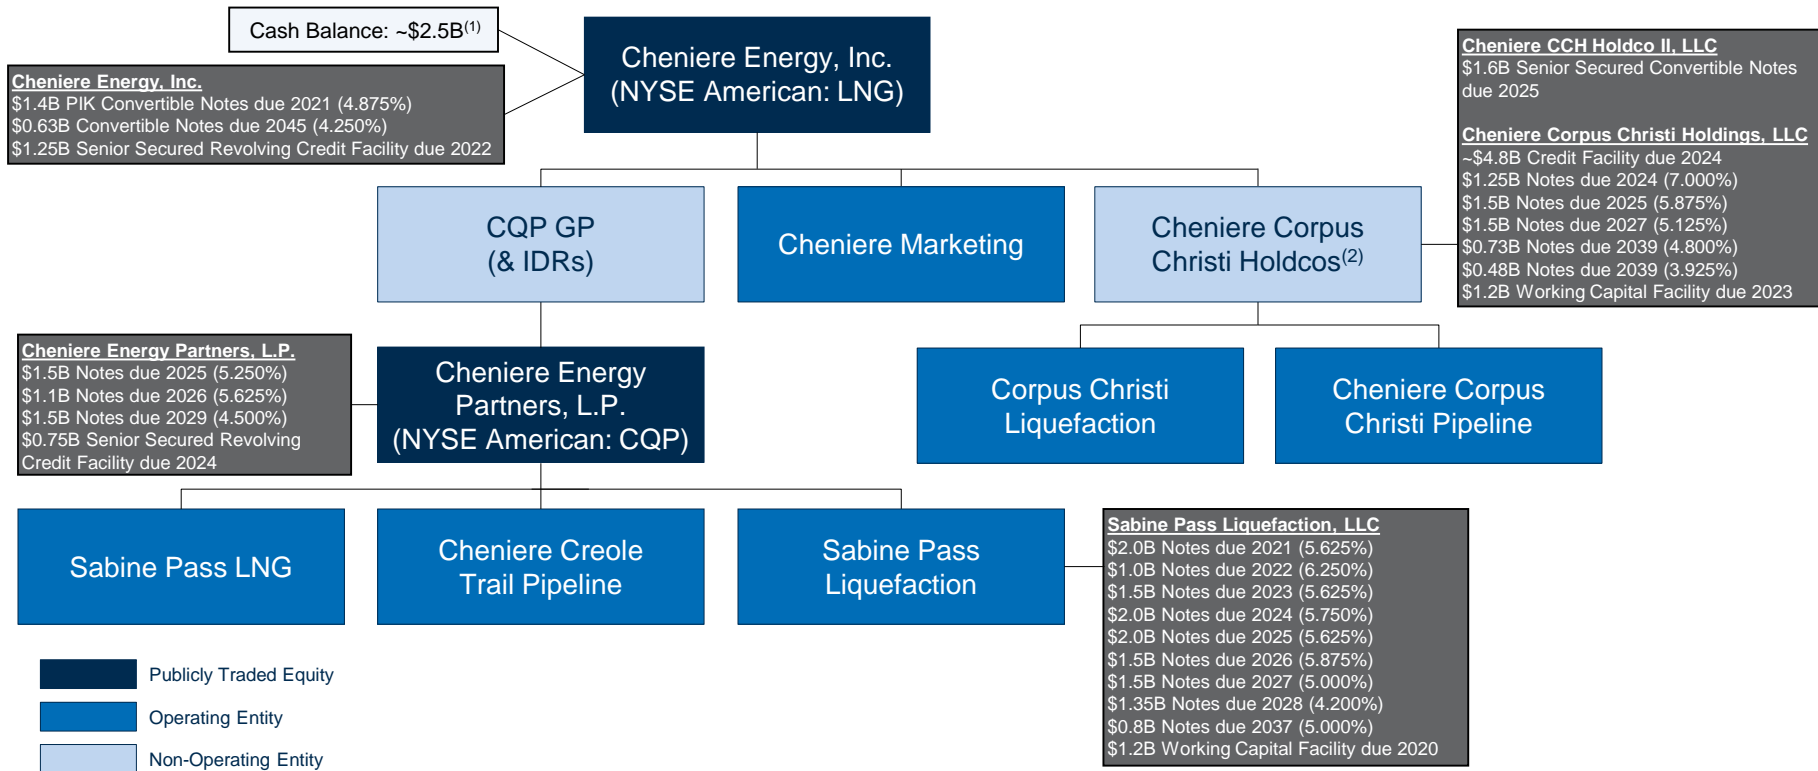 Cash Balance: ~$2.5B(1)
Cheniere Energy, Inc.
(NYSE American: LNG)
Cheniere Energy, Inc.
$1.4B PIK Convertible Notes due 2021 (4.875%)
$0.63B Convertible Notes due 2045 (4.250%)
$1.25B Senior Secured Revolving Credit Facility due 2022
Cheniere CCH Holdco II, LLC
$1.6B Senior Secured Convertible Notes
due 2025
Cheniere Corpus Christi Holdings, LLC
~$4.8B Credit Facility due 2024
$1.25B Notes due 2024 (7.000%)
$1.5B Notes due 2025 (5.875%)
$1.5B Notes due 2027 (5.125%)
$0.73B Notes due 2039 (4.800%)
$0.48B Notes due 2039 (3.925%)
$1.2B Working Capital Facility due 2023
CQP GP
(& IDRs)
Cheniere Marketing
Cheniere Corpus
Christi Holdcos(2)
Cheniere Energy Partners, L.P.
$1.5B Notes due 2025 (5.250%)
$1.1B Notes due 2026 (5.625%)
$1.5B Notes due 2029 (4.500%)
$0.75B Senior Secured Revolving
Credit Facility due 2024
Cheniere Energy
Partners, L.P.
(NYSE American: CQP)
Corpus Christi
Liquefaction
Cheniere Corpus
Christi Pipeline
Sabine Pass LNG
Cheniere Creole
Trail Pipeline
Sabine Pass
Liquefaction
Sabine Pass Liquefaction, LLC
$2.0B Notes due 2021 (5.625%)
$1.0B Notes due 2022 (6.250%)
$1.5B Notes due 2023 (5.625%)
$2.0B Notes due 2024 (5.750%)
$2.0B Notes due 2025 (5.625%)
$1.5B Notes due 2026 (5.875%)
$1.5B Notes due 2027 (5.000%)
$1.35B Notes due 2028 (4.200%)
$0.8B Notes due 2037 (5.000%)
$1.2B Working Capital Facility due 2020
Publicly Traded Equity
Operating Entity
Non-Operating Entity